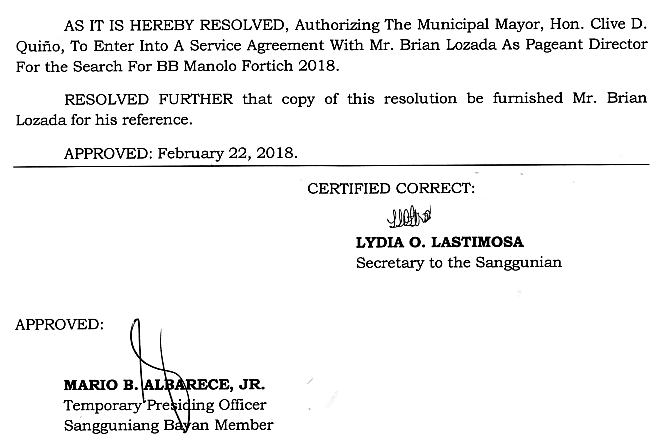 AS IT IS HEREBY RESOLVED, Authorizing The Municipal Mayor, Hon. Clive D.
Quiño, To Enter Into A Service Agreement With Mr. Brian Lozada As Pageant Director
For the Search For BB Manolo Fortich 2018.
RESOLVED FURTHER that copy of this resolution be furnished Mr. Brian
Lozada for his reference.
APPROVED: February 22, 2018.
CERTIFIED CORRECT:
LYDIA O. LASTIMOSA
Secretary to the Sanggunian
APPROVED:
MARIO B. ALBARECE, JR.
Temporary Presiding Officer
Sangguniang Bayan Member